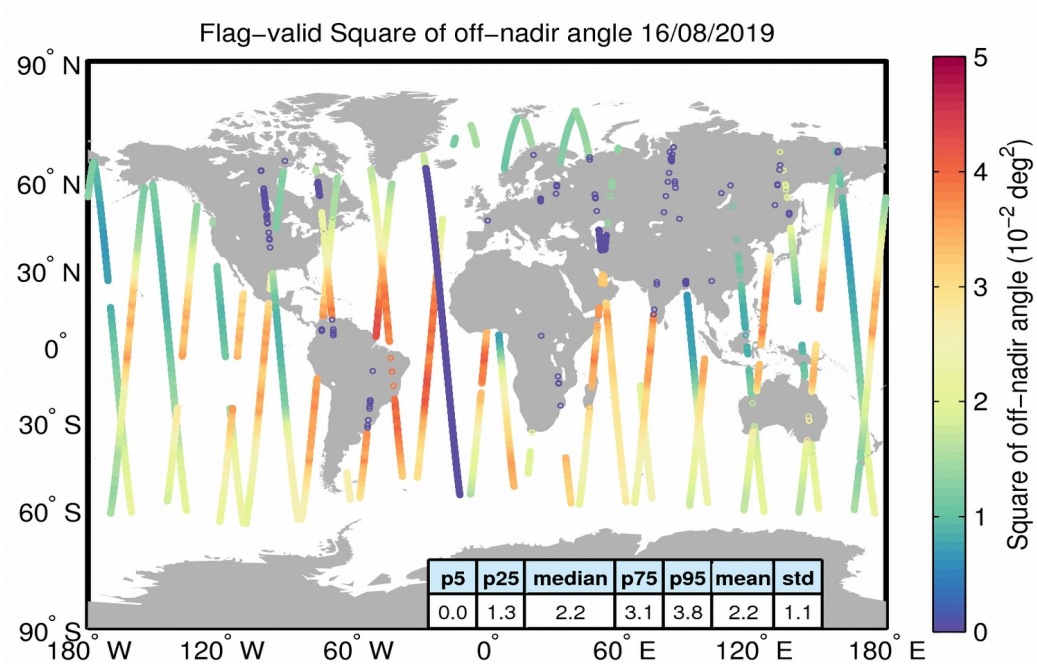 Flag−valid Square of off−nadir angle 16/08/2019
90° N
60° N
30° N
0°
30° S
60° S
90° S
180° W
120° W
60° W
0°
60° E
120° E
180° E
p5 p25 median p75 p95 mean std
0.0 1.3 2.2 3.1 3.8 2.2 1.1
5
4
3
2
1
0
Square of off−nadir angle (10⁻² deg²)